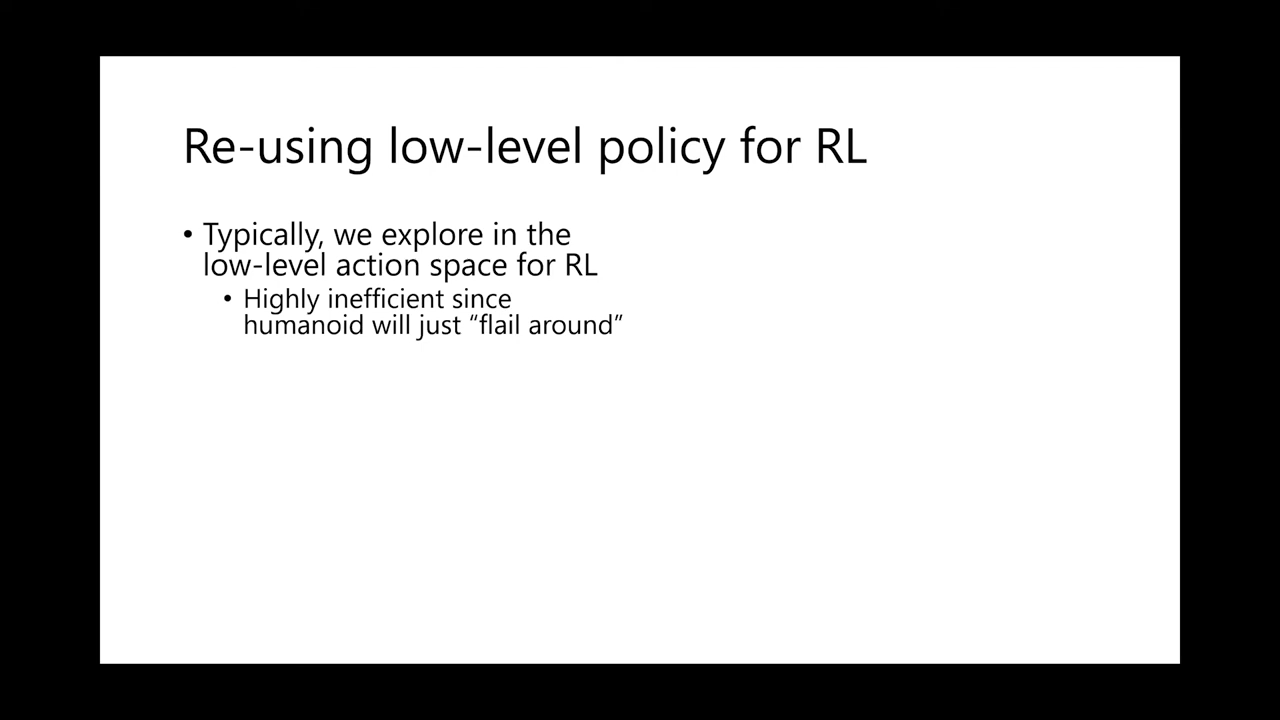 Re-using low-level policy for RL
• Typically, we explore in the
low-level action space for RL
• Highly inefficient since
humanoid will just “flail around”